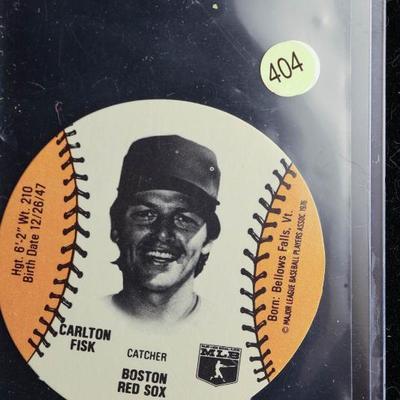 404
Hgt. 6'-2" Wt. 210
Birth Date 12/26/47
CARLTON
FISK
CATCHER
BOSTON
RED SOX
MLB
Born: Bellows Falls, Vt.
© MAJOR LEAGUE BASEBALL PLAYERS ASSOC. 1976